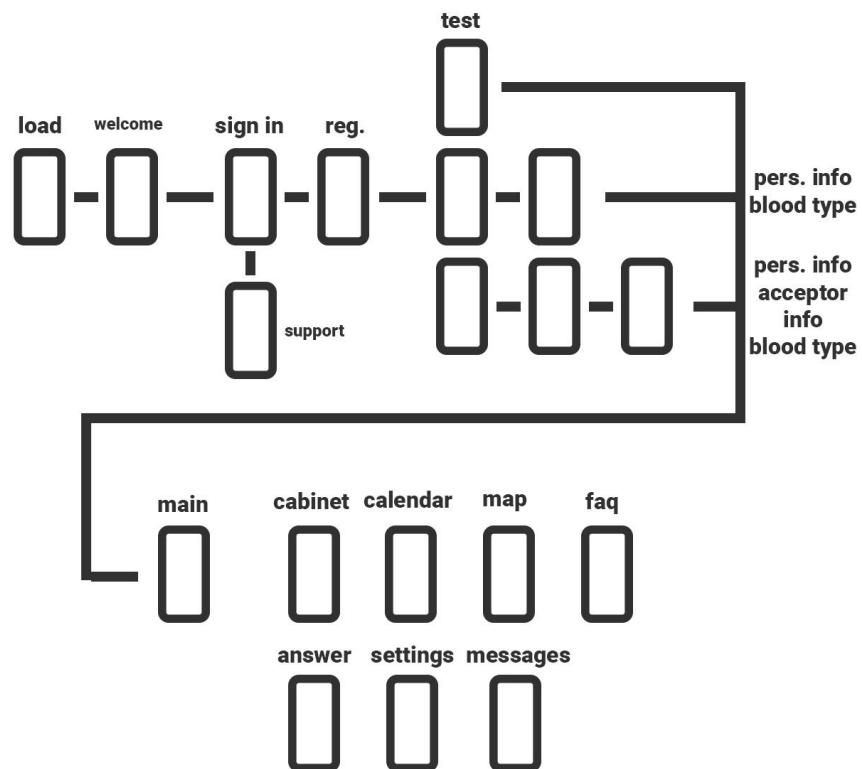 test
load
welcome
sign in
reg.
pers. info
blood type
pers. info
acceptor
info
blood type
support
main
cabinet
calendar
map
faq
answer
settings
messages